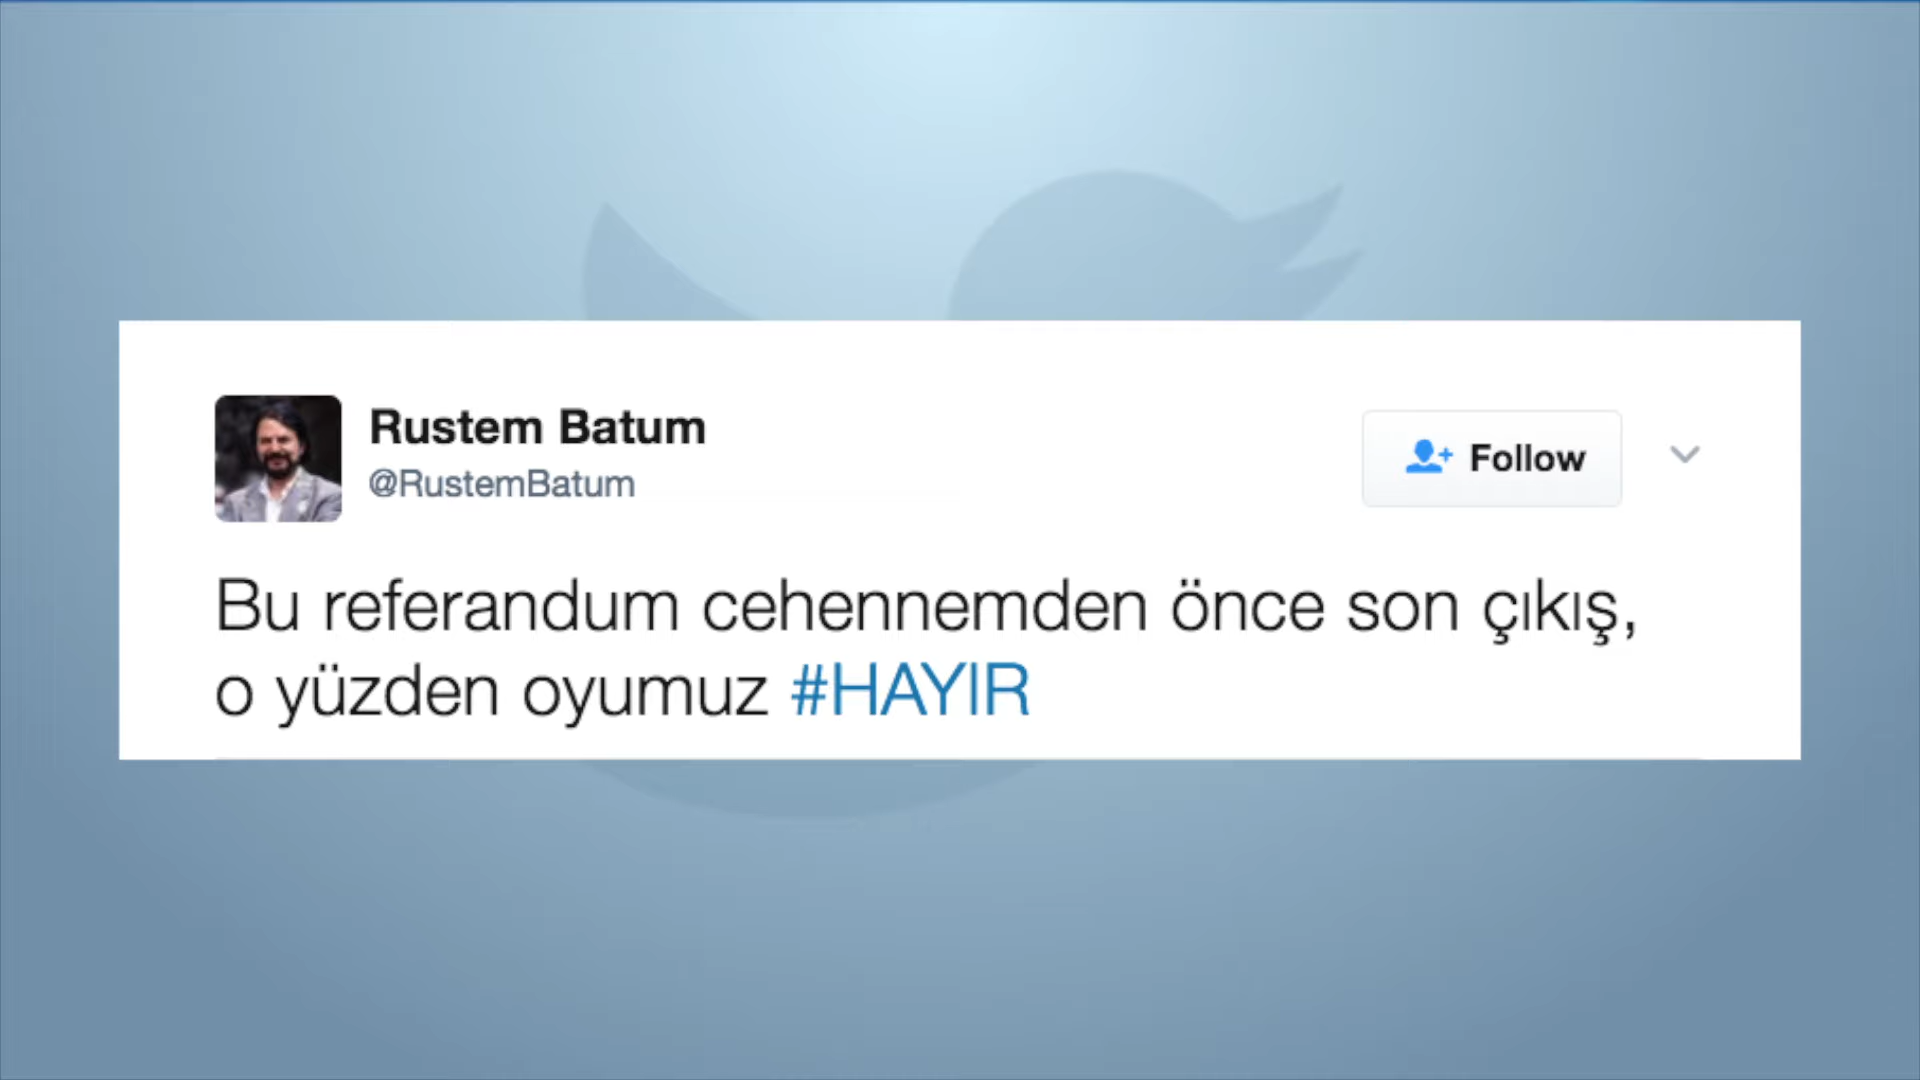 Rustem Batum
@RustemBatum
Follow
Bu referandum cehennemden önce son çıkış,
o yüzden oyumuz #HAYIR